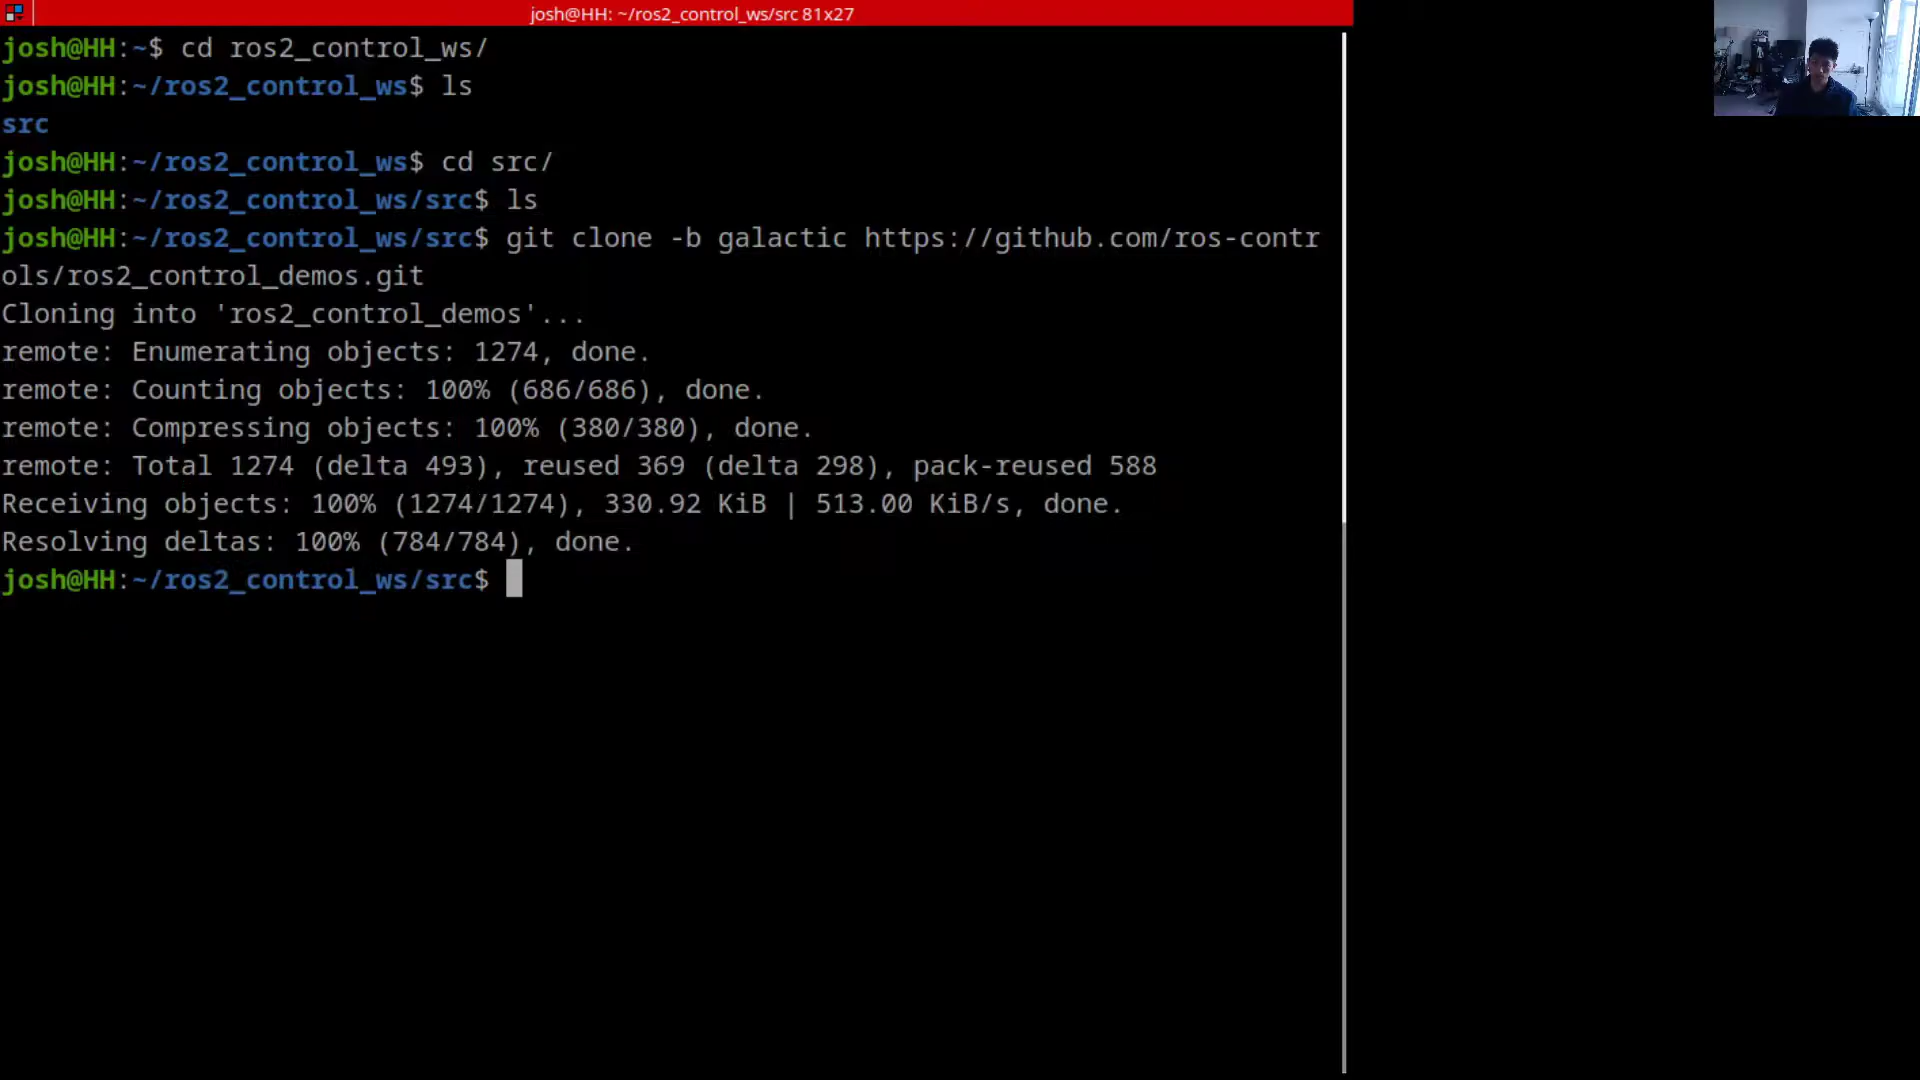 josh@HH: ~/ros2_control_ws/src 81x27
josh@HH:~$ cd ros2_control_ws/
josh@HH:~/ros2_control_ws$ ls
src
josh@HH:~/ros2_control_ws$ cd src/
josh@HH:~/ros2_control_ws/src$ ls
josh@HH:~/ros2_control_ws/src$ git clone -b galactic https://github.com/ros-contr
ols/ros2_control_demos.git
Cloning into 'ros2_control_demos'...
remote: Enumerating objects: 1274, done.
remote: Counting objects: 100% (686/686), done.
remote: Compressing objects: 100% (380/380), done.
remote: Total 1274 (delta 493), reused 369 (delta 298), pack-reused 588
Receiving objects: 100% (1274/1274), 330.92 KiB | 513.00 KiB/s, done.
Resolving deltas: 100% (784/784), done.
josh@HH:~/ros2_control_ws/src$